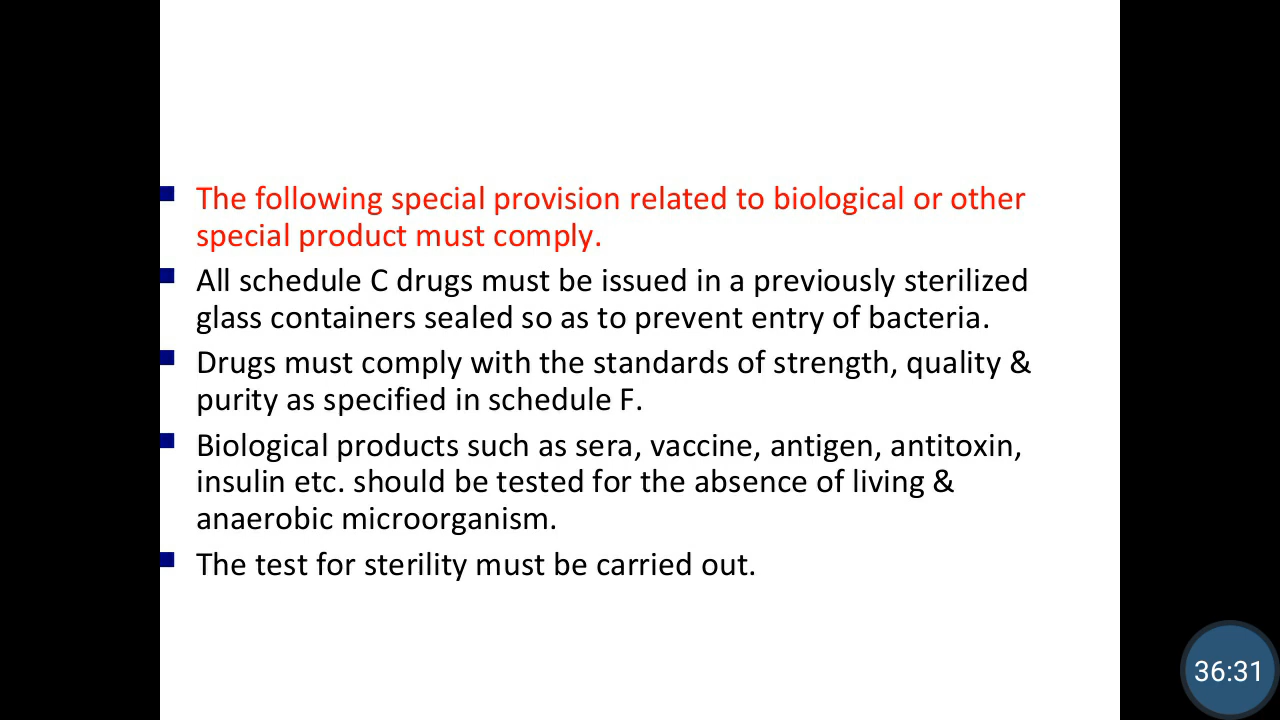 The following special provision related to biological or other
special product must comply.
All schedule C drugs must be issued in a previously sterilized
glass containers sealed so as to prevent entry of bacteria.
Drugs must comply with the standards of strength, quality &
purity as specified in schedule F.
Biological products such as sera, vaccine, antigen, antitoxin,
insulin etc. should be tested for the absence of living &
anaerobic microorganism.
The test for sterility must be carried out.
36:31